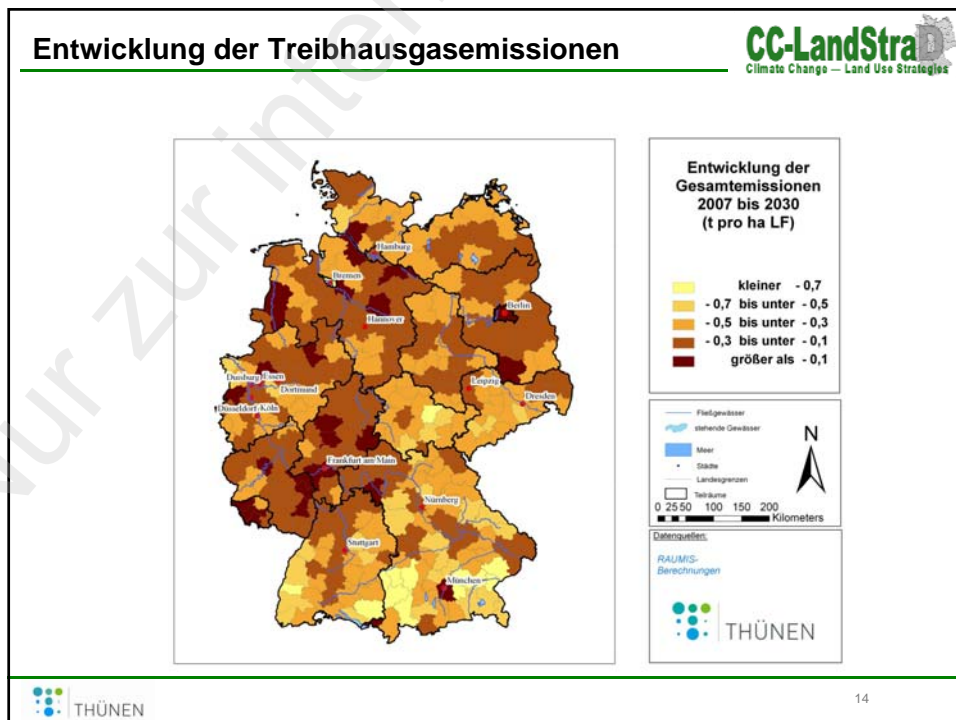 Entwicklung der Treibhausgasemissionen
CC-LandStraD
Climate Change — Land Use Strategies
Nur zur inter
Hamburg
Bremen
Berlin
Hannover
Duisburg Essen
Dortmund
Düsseldorf Köln
Leipzig
Dresden
Frankfurt am Main
Nürnberg
Stuttgart
München
Entwicklung der
Gesamtemissionen
2007 bis 2030
(t pro ha LF)
kleiner - 0,7
- 0,7 bis unter - 0,5
- 0,5 bis unter - 0,3
- 0,3 bis unter - 0,1
größer als - 0,1
Fließgewässer
stehende Gewässer
Meer
Städte
Landesgrenzen
Teilräume
N
0 25 50 100 150 200
Kilometers
Datenquellen:
RAUMIS-
Berechnungen
THÜNEN
THÜNEN
14